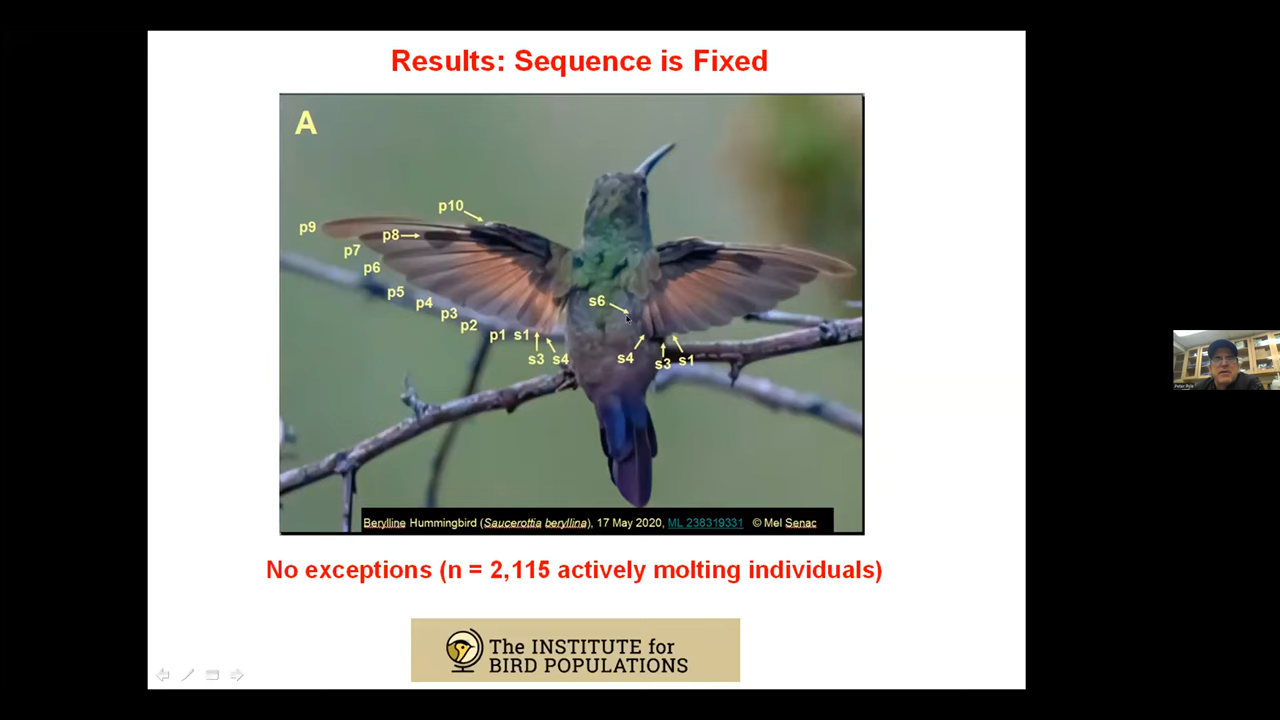 Results: Sequence is Fixed
A
p10
p9
p8
p7
p6
p5
p4
p3
p2
p1 s1
s3 s4
s6
s4
s3 s1
Berylline Hummingbird (Saucerottia beryllina), 17 May 2020, ML 238319331 © Mel Senac
No exceptions (n = 2,115 actively molting individuals)
The INSTITUTE for
BIRD POPULATIONS
Peter Pyle